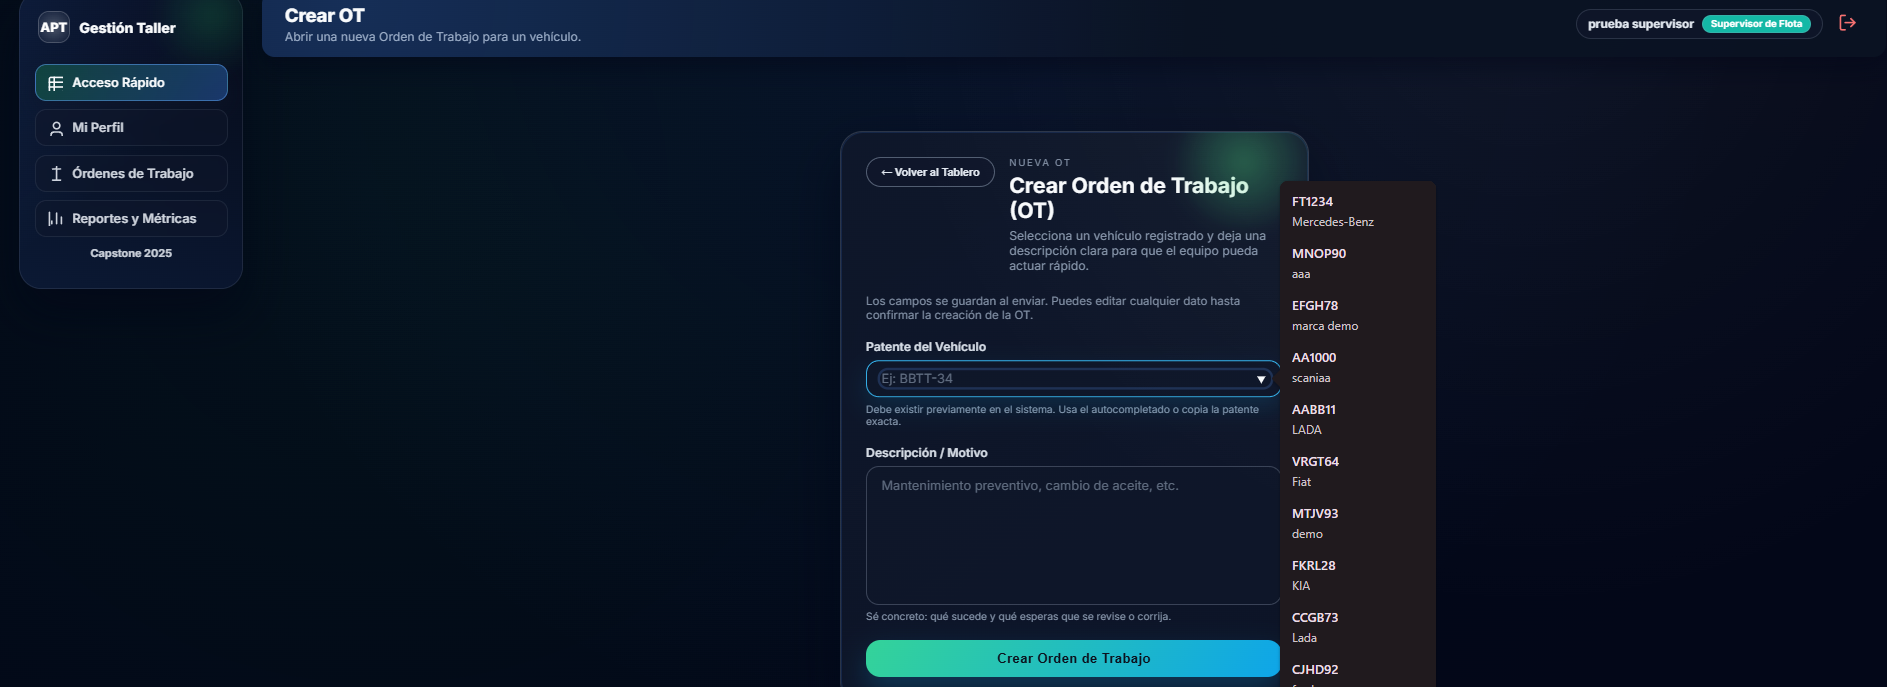 APT
Gestión Taller
Acceso Rápido
Mi Perfil
Órdenes de Trabajo
Reportes y Métricas
Capstone 2025
Crear OT
Abrir una nueva Orden de Trabajo para un vehículo.
prueba supervisor
Supervisor de Flota
← Volver al Tablero
NUEVA OT
Crear Orden de Trabajo
(OT)
Selecciona un vehículo registrado y deja una
descripción clara para que el equipo pueda
actuar rápido.
Los campos se guardan al enviar. Puedes editar cualquier dato hasta
confirmar la creación de la OT.
Patente del Vehículo
Ej: BBTT-34
Debe existir previamente en el sistema. Usa el autocompletado o copia la patente
exacta.
Descripción / Motivo
Mantenimiento preventivo, cambio de aceite, etc.
Sé concreto: qué sucede y qué esperas que se revise o corrija.
Crear Orden de Trabajo
FT1234
Mercedes-Benz
MNOP90
aaa
EFGH78
marca demo
AA1000
scaniaa
AABB11
LADA
VRGT64
Fiat
MTJV93
demo
FKRL28
KIA
CCGB73
Lada
CJHD92